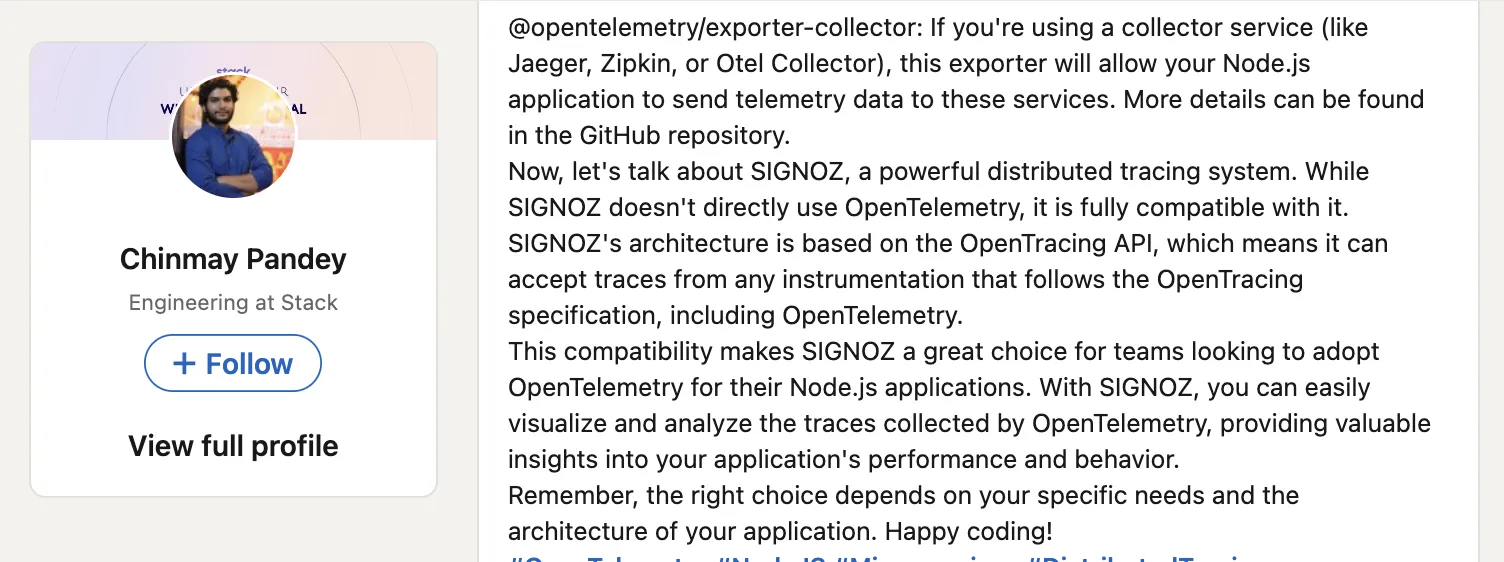 Chinmay Pandey
Engineering at Stack
+ Follow
View full profile
@opentelemetry/exporter-collector: If you're using a collector service (like
Jaeger, Zipkin, or Otel Collector), this exporter will allow your Node.js
application to send telemetry data to these services. More details can be found
in the GitHub repository.
Now, let's talk about SIGNOZ, a powerful distributed tracing system. While
SIGNOZ doesn't directly use OpenTelemetry, it is fully compatible with it.
SIGNOZ's architecture is based on the OpenTracing API, which means it can
accept traces from any instrumentation that follows the OpenTracing
specification, including OpenTelemetry.
This compatibility makes SIGNOZ a great choice for teams looking to adopt
OpenTelemetry for their Node.js applications. With SIGNOZ, you can easily
visualize and analyze the traces collected by OpenTelemetry, providing valuable
insights into your application's performance and behavior.
Remember, the right choice depends on your specific needs and the
architecture of your application. Happy coding!